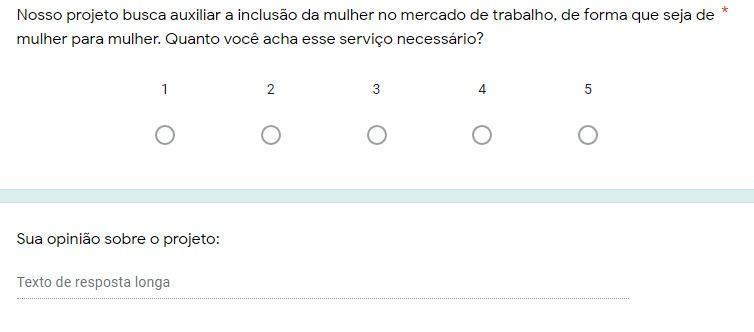 Nosso projeto busca auxiliar a inclusão da mulher no mercado de trabalho, de forma que seja de *
mulher para mulher. Quanto você acha esse serviço necessário?
1 2 3 4 5
Sua opinião sobre o projeto:
Texto de resposta longa